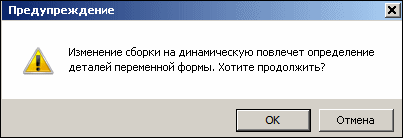 Предупреждение
Изменение сборки на динамическую повлечет определение
деталей переменной формы. Хотите продолжить?
OK
Отмена